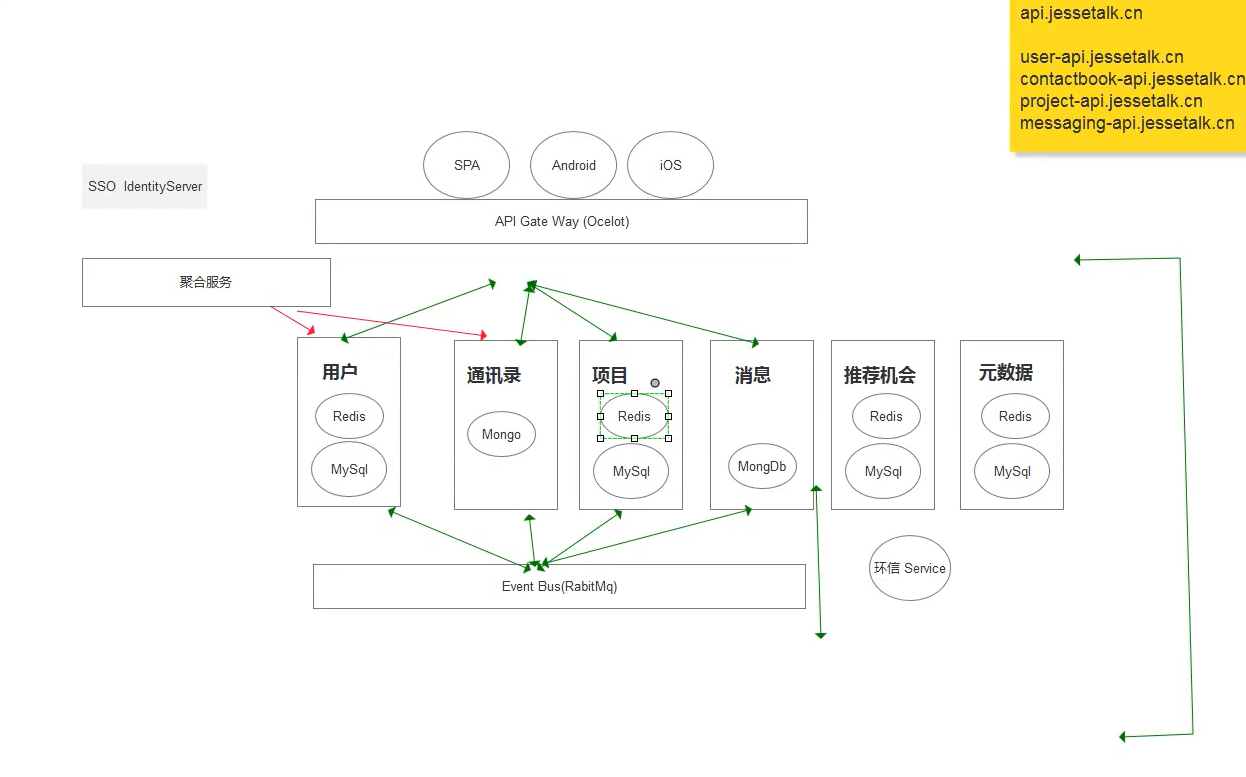 api.jessetalk.cn
user-api.jessetalk.cn
contactbook-api.jessetalk.cn
project-api.jessetalk.cn
messaging-api.jessetalk.cn
SPA
Android
iOS
SSO IdentityServer
API Gate Way (Ocelot)
聚合服务
用户
Redis
MySql
通讯录
Mongo
项目
Redis
MySql
消息
MongDb
推荐机会
Redis
MySql
元数据
Redis
MySql
环信 Service
Event Bus(RabitMq)